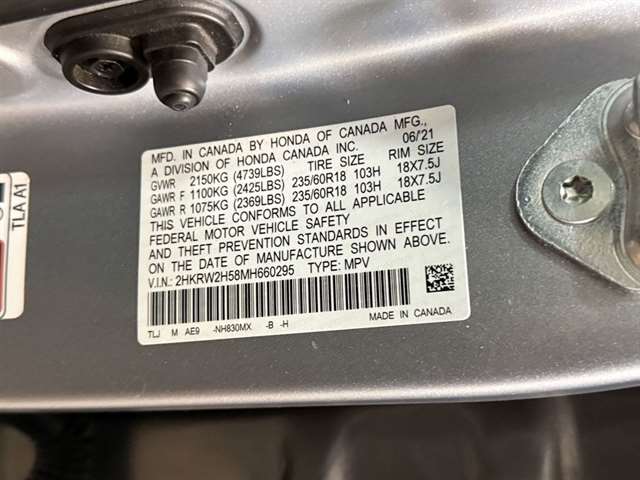 MFD. IN CANADA BY HONDA OF CANADA MFG.,
A DIVISION OF HONDA CANADA INC. 06/21
TIRE SIZE RIM SIZE
GVWR 2150KG (4739LBS)
GAWR F 1100KG (2425LBS) 235/60R18 103H 18X7.5J
GAWR R 1075KG (2369LBS) 235/60R18 103H 18X7.5J
THIS VEHICLE CONFORMS TO ALL APPLICABLE
FEDERAL MOTOR VEHICLE SAFETY
AND THEFT PREVENTION STANDARDS IN EFFECT
ON THE DATE OF MANUFACTURE SHOWN ABOVE.
V.I.N.: 2HKRW2H58MH660295 TYPE: MPV
TLJ M AE9 -NH830MX -B -H
MADE IN CANADA
TLA A1